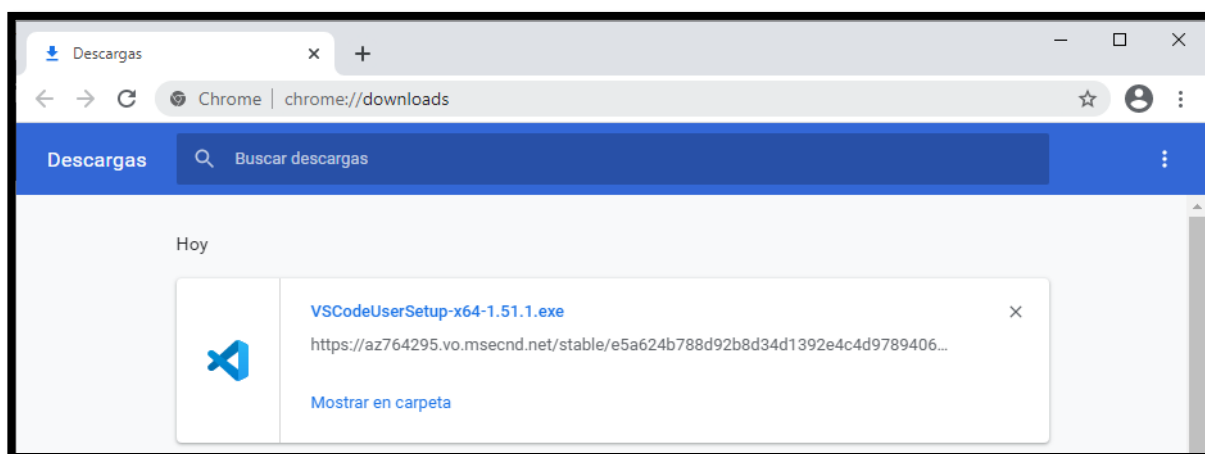 Descargas
Chrome | chrome://downloads
Descargas
Buscar descargas
Hoy
VSCodeUserSetup-x64-1.51.1.exe
https://az764295.vo.msecnd.net/stable/e5a624b788d92b8d34d1392e4c4d9789406...
Mostrar en carpeta